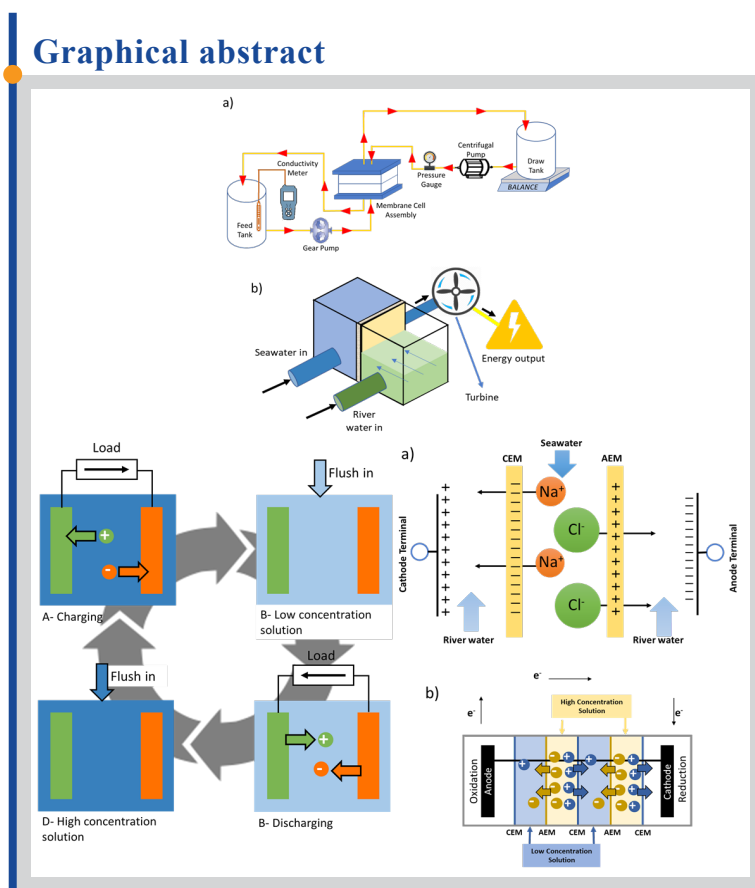 Graphical abstract
a)
Conductivity
Meter
Feed
Tank
Gear Pump
Membrane Cell
Assembly
Pressure
Gauge
Centrifugal
Pump
Draw
Tank
BALANCE
b)
Seawater in
River
water in
Turbine
Energy output
Load
+
-
A- Charging
Flush in
B- Low concentration
solution
Flush in
D- High concentration
solution
Load
+
-
B- Discharging
a)
Seawater
CEM
AEM
Na⁺
Cl⁻
Na⁺
Cl⁻
Cathode Terminal
Anode Terminal
River water
River water
b)
e⁻
e⁻
e⁻
High Concentration
Solution
Oxidation
Anode
Cathode
Reduction
CEM
AEM
CEM
AEM
CEM
Low Concentration
Solution